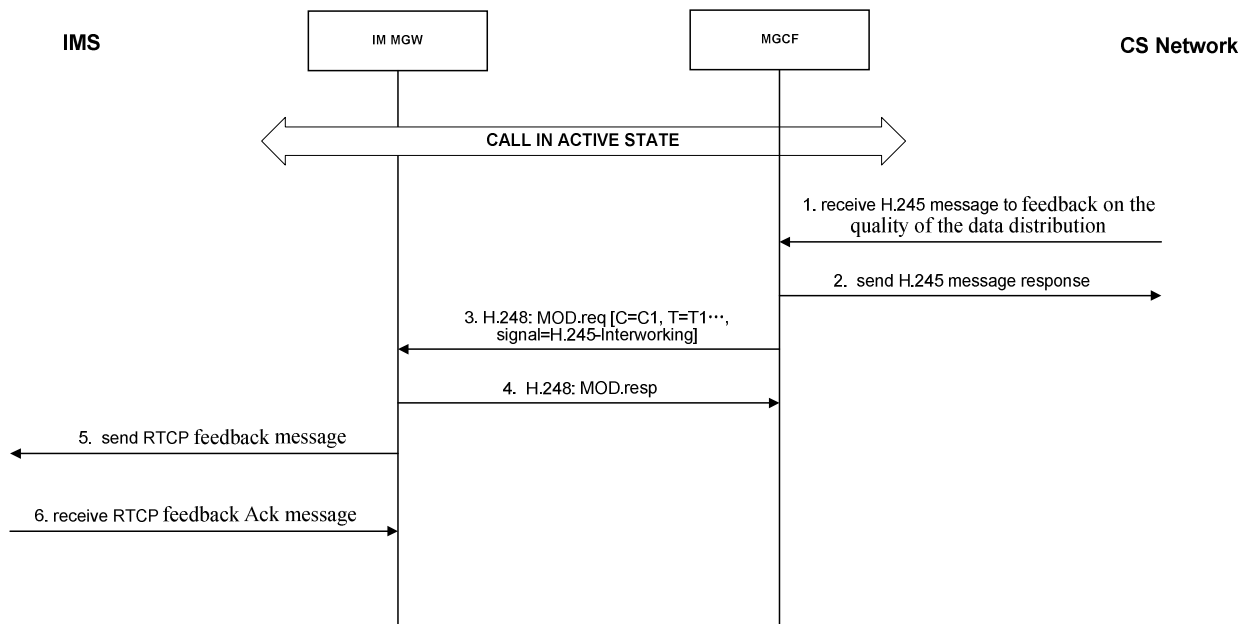 IMS
IM MGW
MGCF
CS Network
CALL IN ACTIVE STATE
1. receive H.245 message to feedback on the
quality of the data distribution
2. send H.245 message response
3. H.248: MOD.req [C=C1, T=T1⋯,
signal=H.245-Interworking]
4. H.248: MOD.resp
5. send RTCP feedback message
6. receive RTCP feedback Ack message